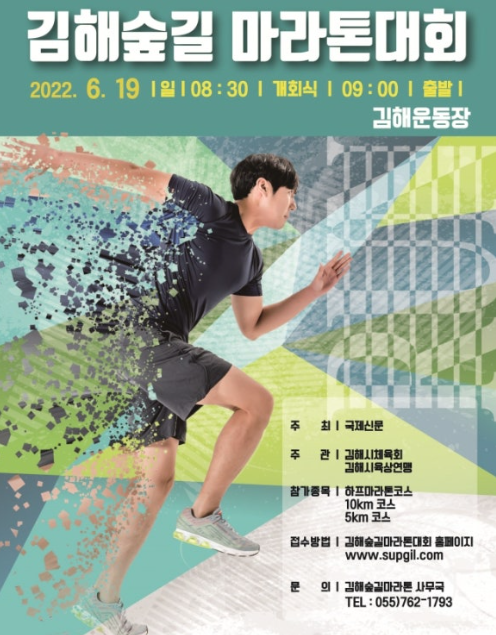 김해숲길 마라톤대회
2022. 6. 19 | 일 | 08 : 30 | 개회식 | 09 : 00 | 출발 |
김해운동장
주 최 | 국제신문
주 관 | 김해시체육회
김해시육상연맹
참가종목 | 하프마라톤코스
10km 코스
5km 코스
접수방법 | 김해숲길마라톤대회 홈페이지
www.supgil.com
문 의 | 김해숲길마라톤 사무국
TEL : 055)762-1793